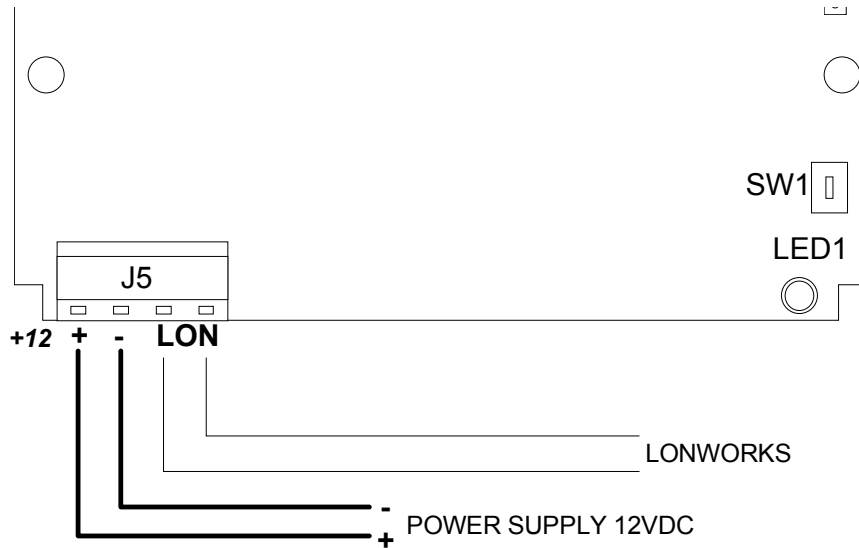 SW1
LED1
J5
+12 + - LON
LONWORKS
-
POWER SUPPLY 12VDC
+